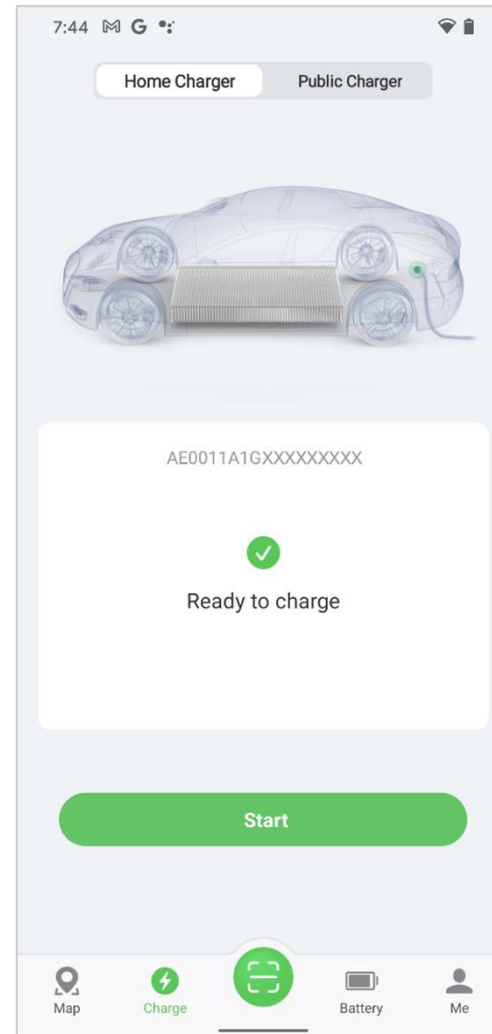 7:44
Home Charger Public Charger
AE0011A1GXXXXXXXXX
Ready to charge
Start
Map Charge Battery Me